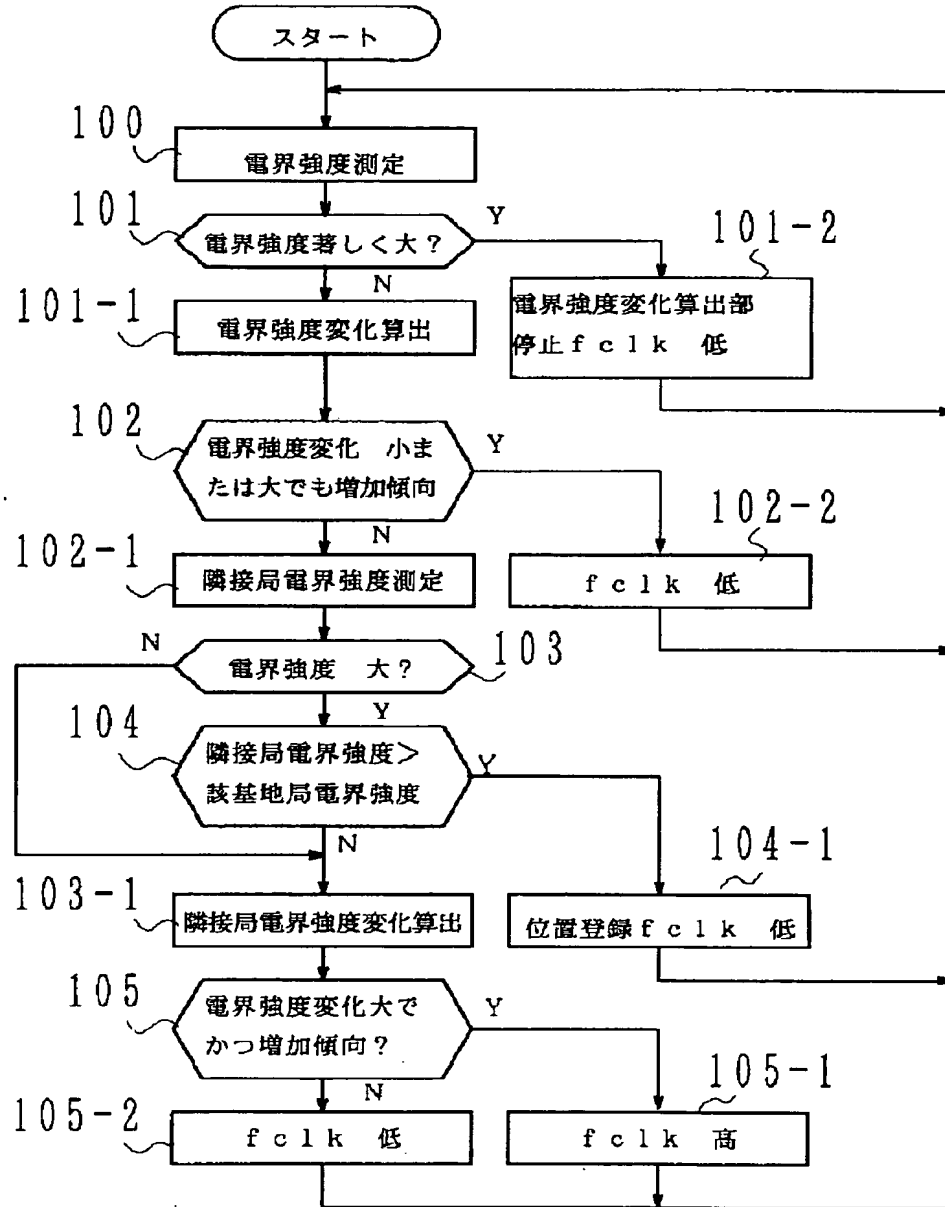 スタート
100
電界強度測定
101
電界強度著しく大?
Y
N
101-1
電界強度変化算出
101-2
電界強度変化算出部
停止fclk 低
102
電界強度変化 小ま
たは大でも増加傾向
Y
N
102-1
隣接局電界強度測定
102-2
fclk 低
N
電界強度 大?
103
Y
104
隣接局電界強度>
該基地局電界強度
Y
N
104-1
位置登録fclk 低
103-1
隣接局電界強度変化算出
105
電界強度変化大で
かつ増加傾向?
Y
N
105-2
fclk 低
105-1
fclk 高